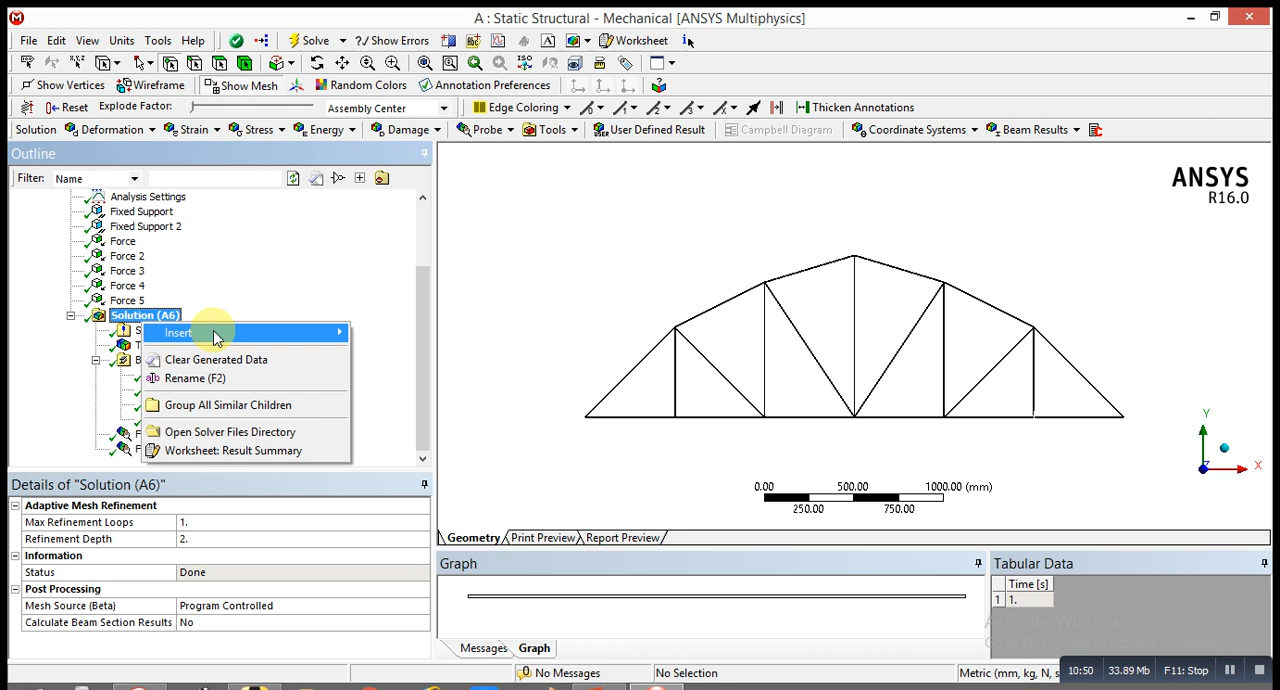 A : Static Structural - Mechanical [ANSYS Multiphysics]
File Edit View Units Tools Help Solve ?/ Show Errors Worksheet
Show Vertices Wireframe Show Mesh Random Colors Annotation Preferences
Reset Explode Factor: Assembly Center Edge Coloring Thicken Annotations
Solution Deformation Strain Stress Energy Damage Probe Tools User Defined Result Campbell Diagram Coordinate Systems Beam Results
Outline
Filter: Name
Analysis Settings
Fixed Support
Fixed Support 2
Force
Force 2
Force 3
Force 4
Force 5
Solution (A6)
S
T
B
F
F
Insert
Clear Generated Data
Rename (F2)
Group All Similar Children
Open Solver Files Directory
Worksheet: Result Summary
Details of "Solution (A6)"
Adaptive Mesh Refinement
Max Refinement Loops 1.
Refinement Depth 2.
Information
Status Done
Post Processing
Mesh Source (Beta) Program Controlled
Calculate Beam Section Results No
ANSYS
R16.0
Y
X
Z
0.00 500.00 1000.00 (mm)
250.00 750.00
Geometry Print Preview Report Preview
Graph
Messages Graph
Tabular Data
Time [s]
1 1.
Activate Windows
No Messages No Selection Metric (mm, kg, N, s
10:50 33.89 Mb F11: Stop